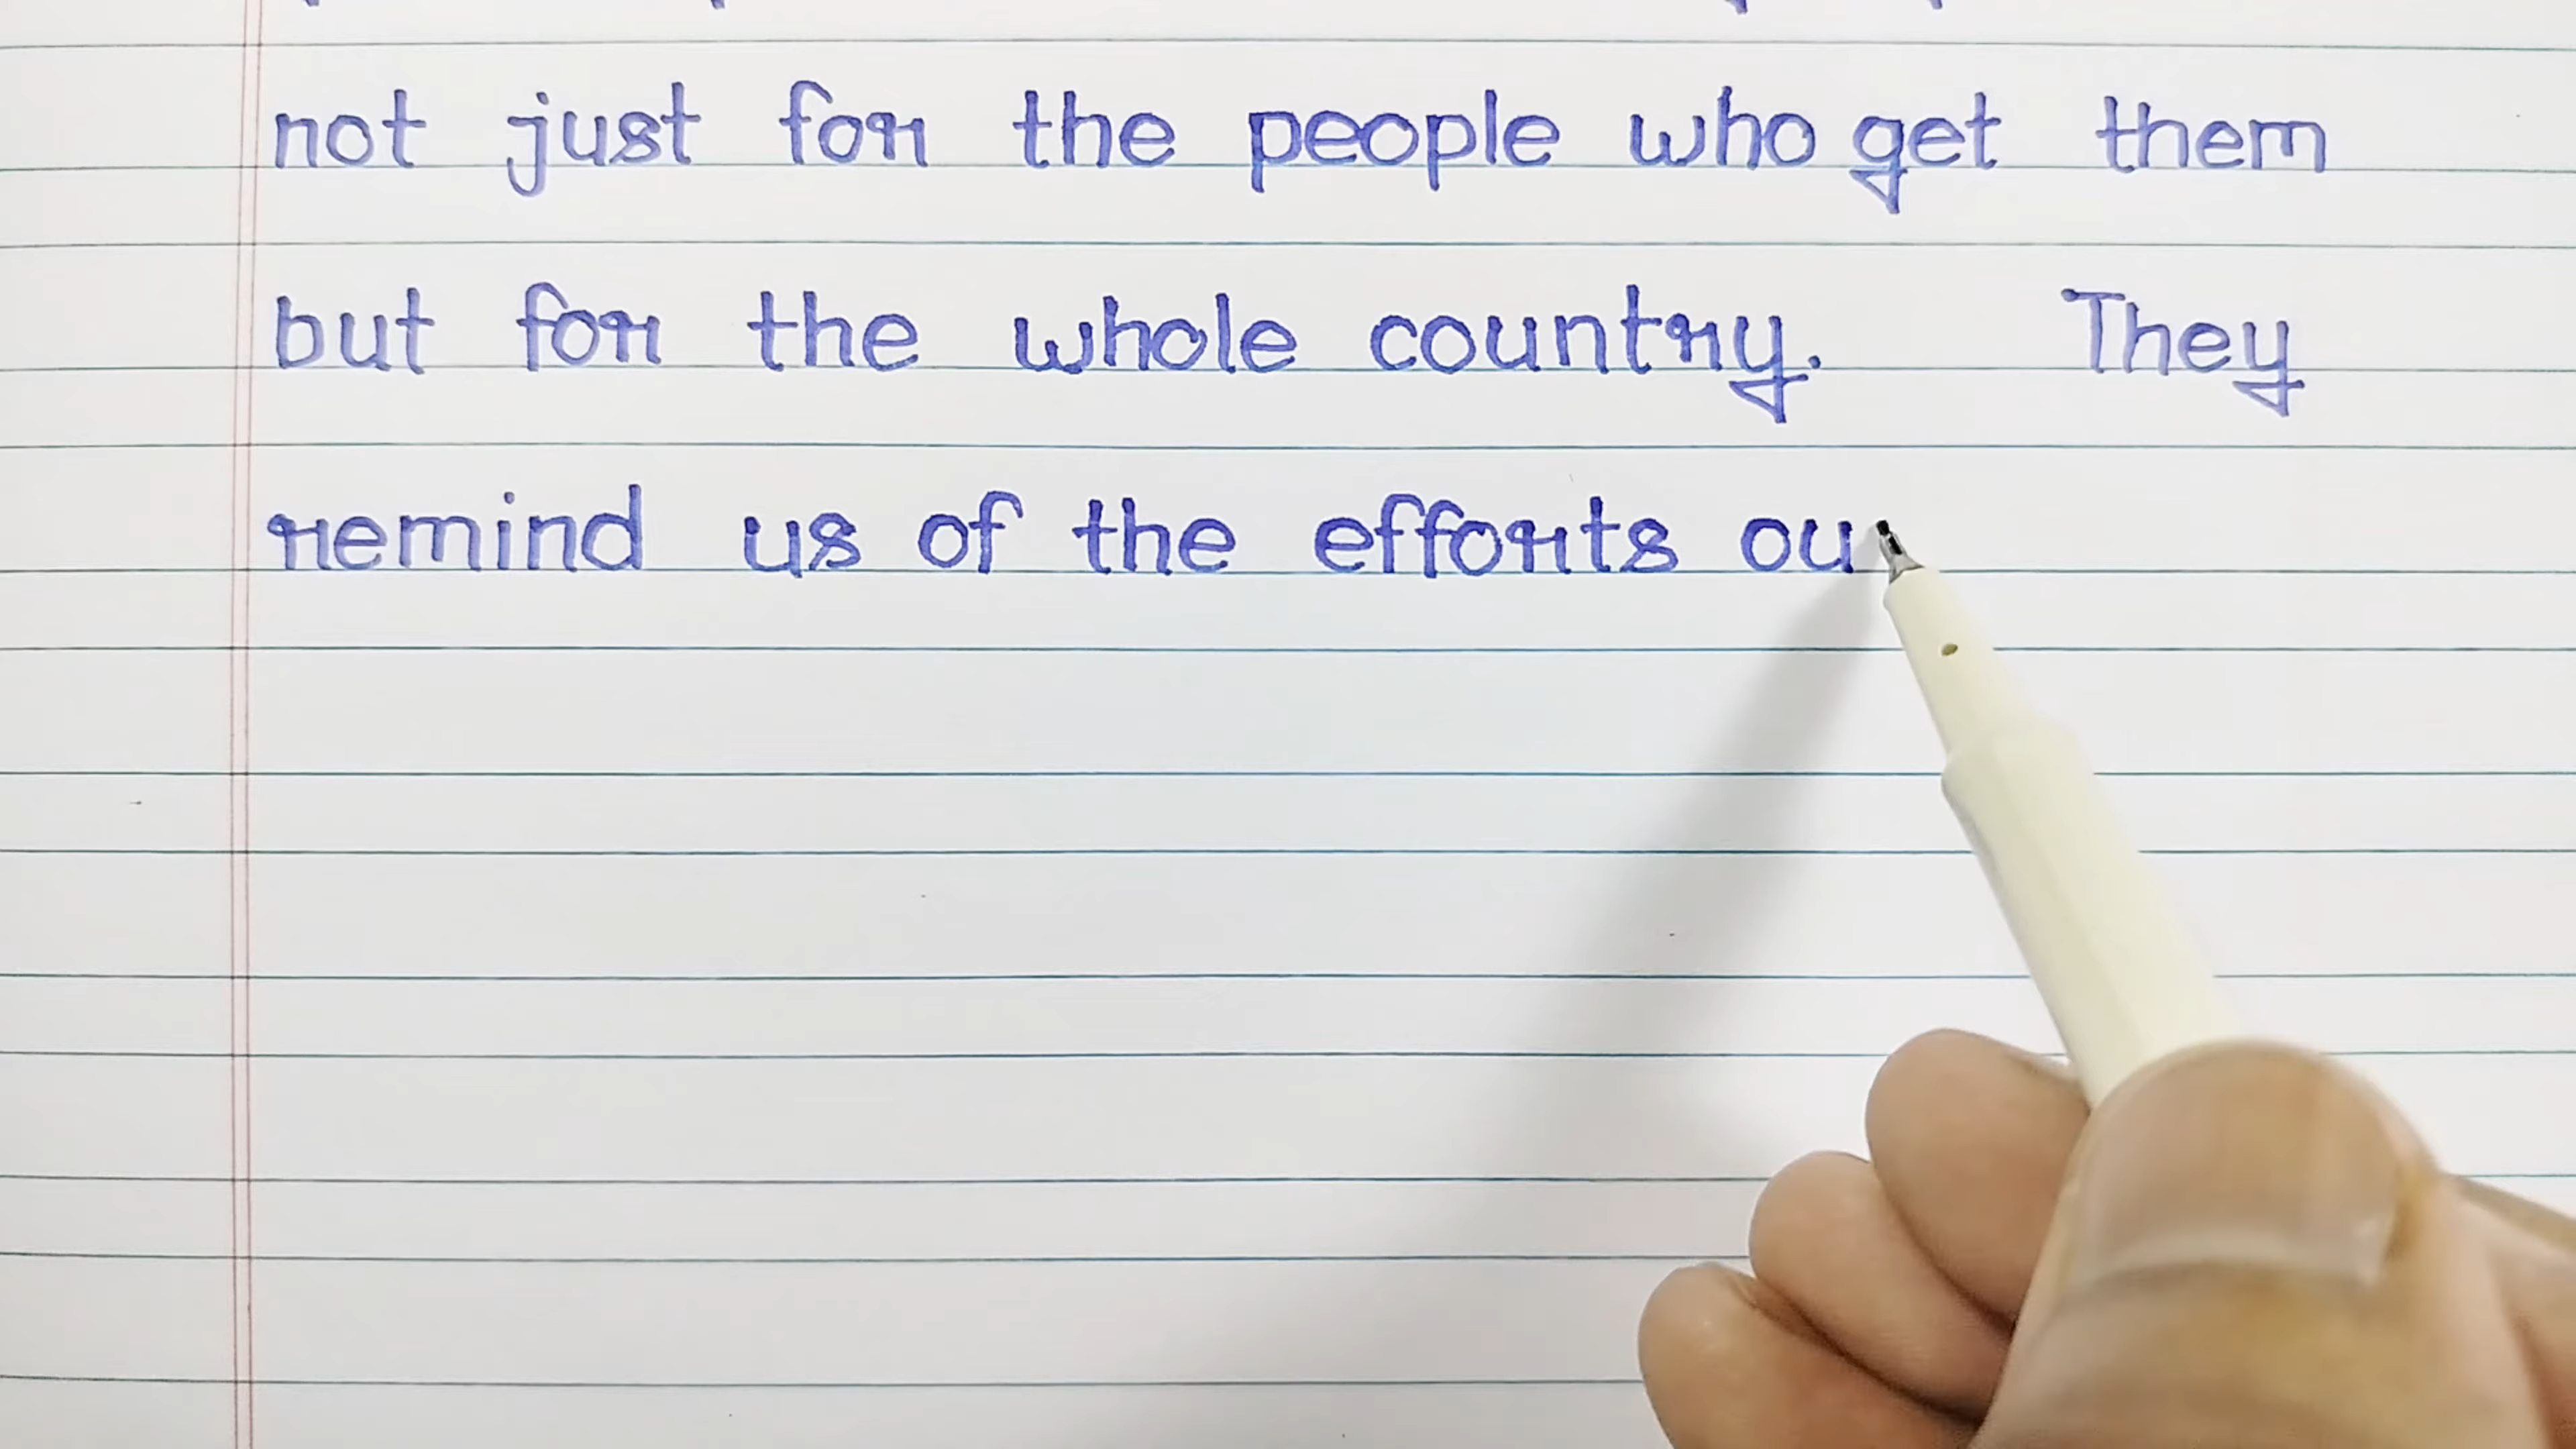 not just for the people who get them
but for the whole country. They
remind us of the efforts ou